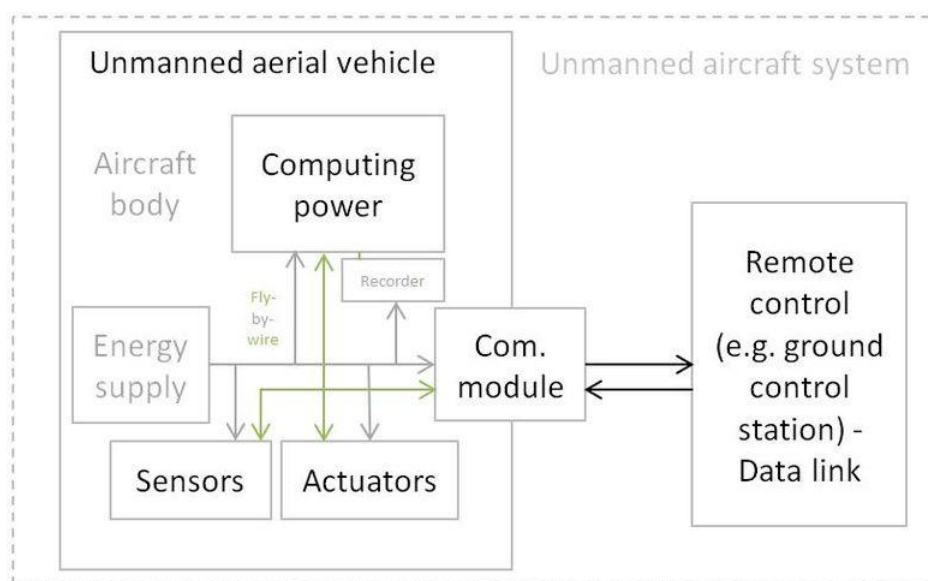 Unmanned aerial vehicle
Unmanned aircraft system
Aircraft
body
Computing
power
Recorder
Fly-
by-
wire
Energy
supply
Com.
module
Sensors
Actuators
Remote
control
(e.g. ground
control
station) -
Data link